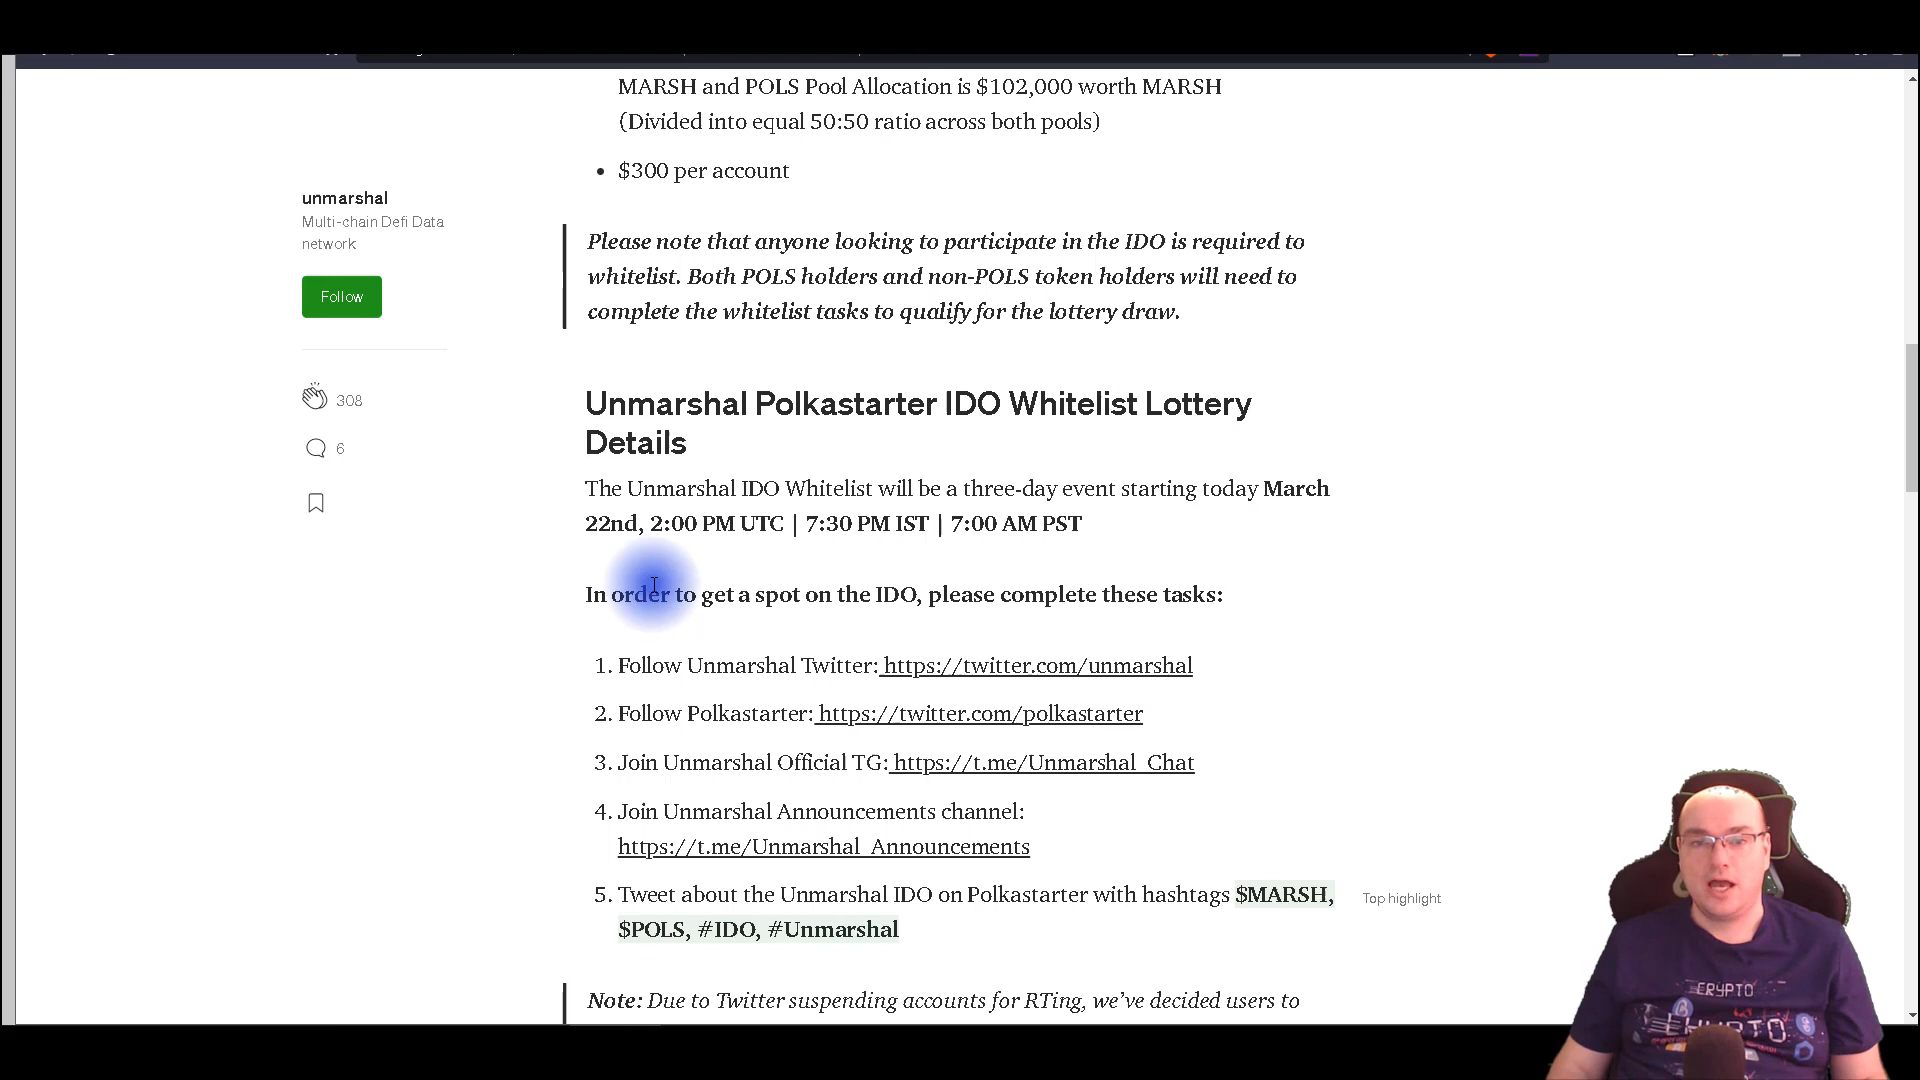 MARSH and POLS Pool Allocation is $102,000 worth MARSH
(Divided into equal 50:50 ratio across both pools)
• $300 per account
unmarshal
Multi-chain Defi Data
network
Follow
308
6
Please note that anyone looking to participate in the IDO is required to
whitelist. Both POLS holders and non-POLS token holders will need to
complete the whitelist tasks to qualify for the lottery draw.
Unmarshal Polkastarter IDO Whitelist Lottery
Details
The Unmarshal IDO Whitelist will be a three-day event starting today March
22nd, 2:00 PM UTC | 7:30 PM IST | 7:00 AM PST
In order to get a spot on the IDO, please complete these tasks:
1. Follow Unmarshal Twitter: https://twitter.com/unmarshal
2. Follow Polkastarter: https://twitter.com/polkastarter
3. Join Unmarshal Official TG: https://t.me/Unmarshal_Chat
4. Join Unmarshal Announcements channel:
https://t.me/Unmarshal_Announcements
5. Tweet about the Unmarshal IDO on Polkastarter with hashtags $MARSH,
$POLS, #IDO, #Unmarshal
Top highlight
Note: Due to Twitter suspending accounts for RTing, we've decided users to
CRYPTO